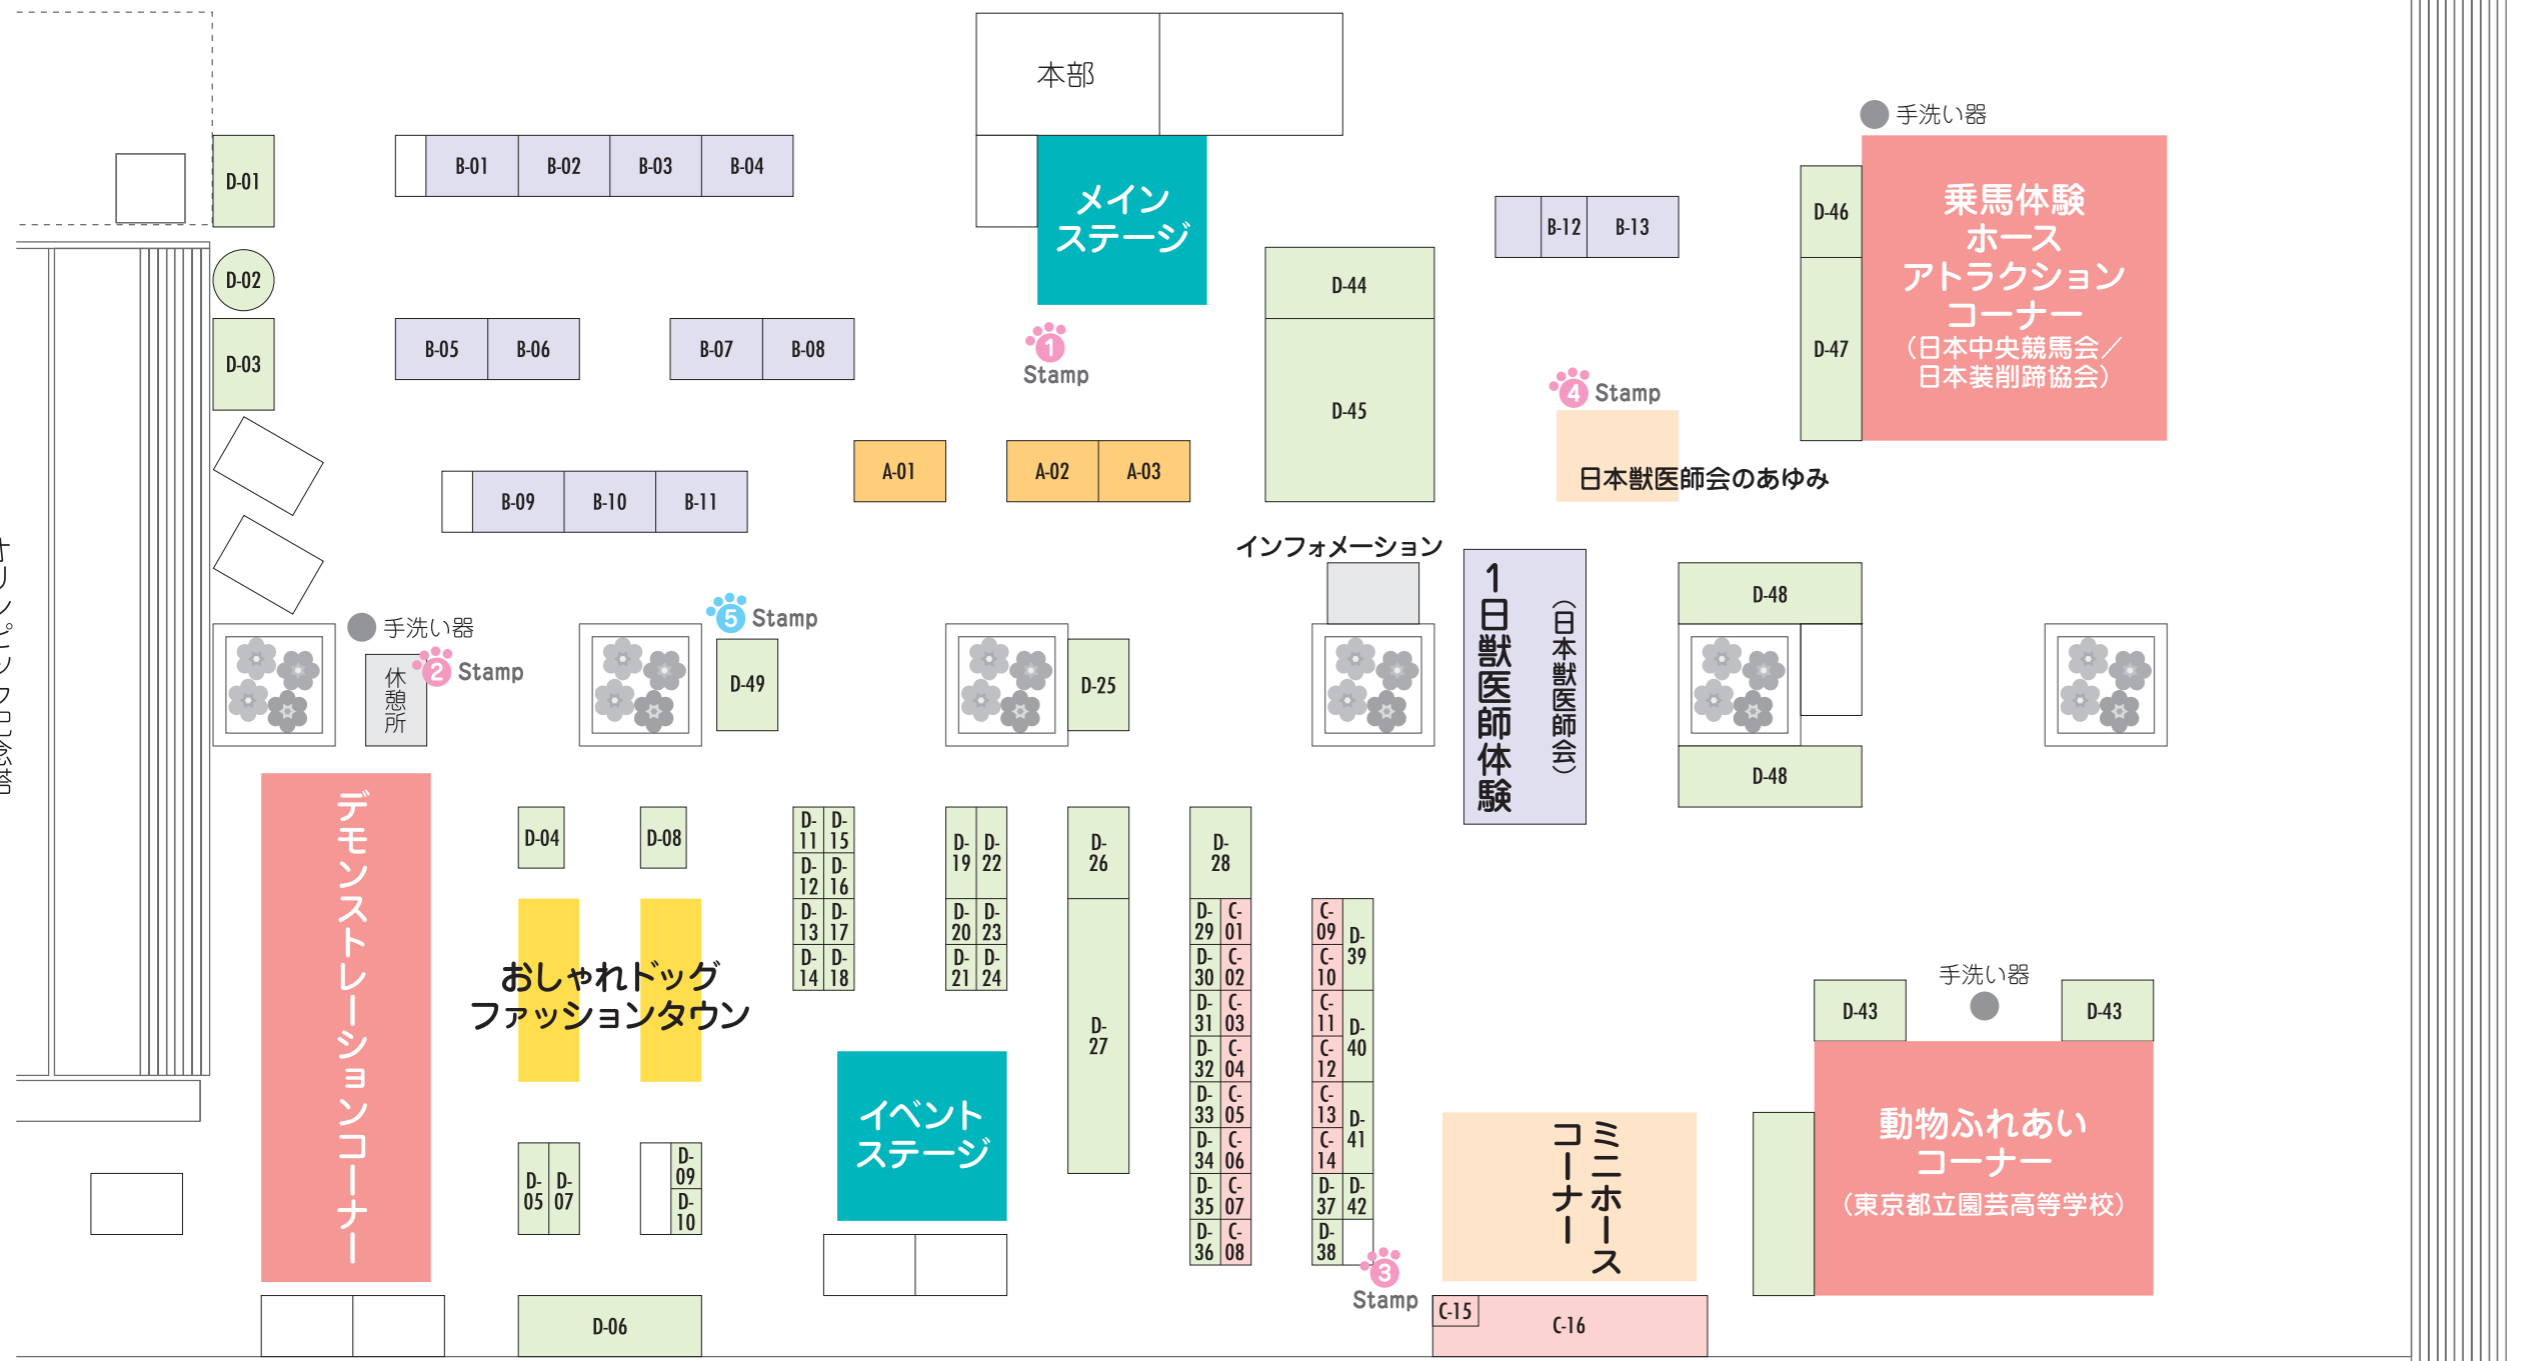 本部
手洗い器
D-01
B-01
B-02
B-03
B-04
メイン
ステージ
B-12
B-13
D-46
乗馬体験
ホース
アトラクション
コーナー
(日本中央競馬会/
日本装削蹄協会)
D-02
D-44
D-03
B-05
B-06
B-07
B-08
1
Stamp
D-47
4 Stamp
D-45
A-01
A-02
A-03
日本獣医師会のあゆみ
B-09
B-10
B-11
インフォメーション
オリンピック記念塔
1日獣医師体験
(日本獣医師会)
D-48
手洗い器
5 Stamp
休憩所
2 Stamp
D-49
D-25
D-48
デモンストレーションコーナー
D-04
D-08
D-11
D-15
D-12
D-16
D-13
D-17
D-14
D-18
D-19
D-22
D-20
D-23
D-21
D-24
D-26
D-27
D-28
D-29
C-01
D-30
C-02
D-31
C-03
D-32
C-04
D-33
C-05
D-34
C-06
D-35
C-07
D-36
C-08
C-09
D-39
C-10
C-11
D-40
C-12
C-13
D-41
C-14
D-37
D-42
D-38
おしゃれドッグ
ファッションタウン
イベント
ステージ
D-05
D-07
D-09
D-10
D-06
3
Stamp
ミニホース
コーナー
C-15
C-16
手洗い器
D-43
D-43
動物ふれあい
コーナー
(東京都立園芸高等学校)